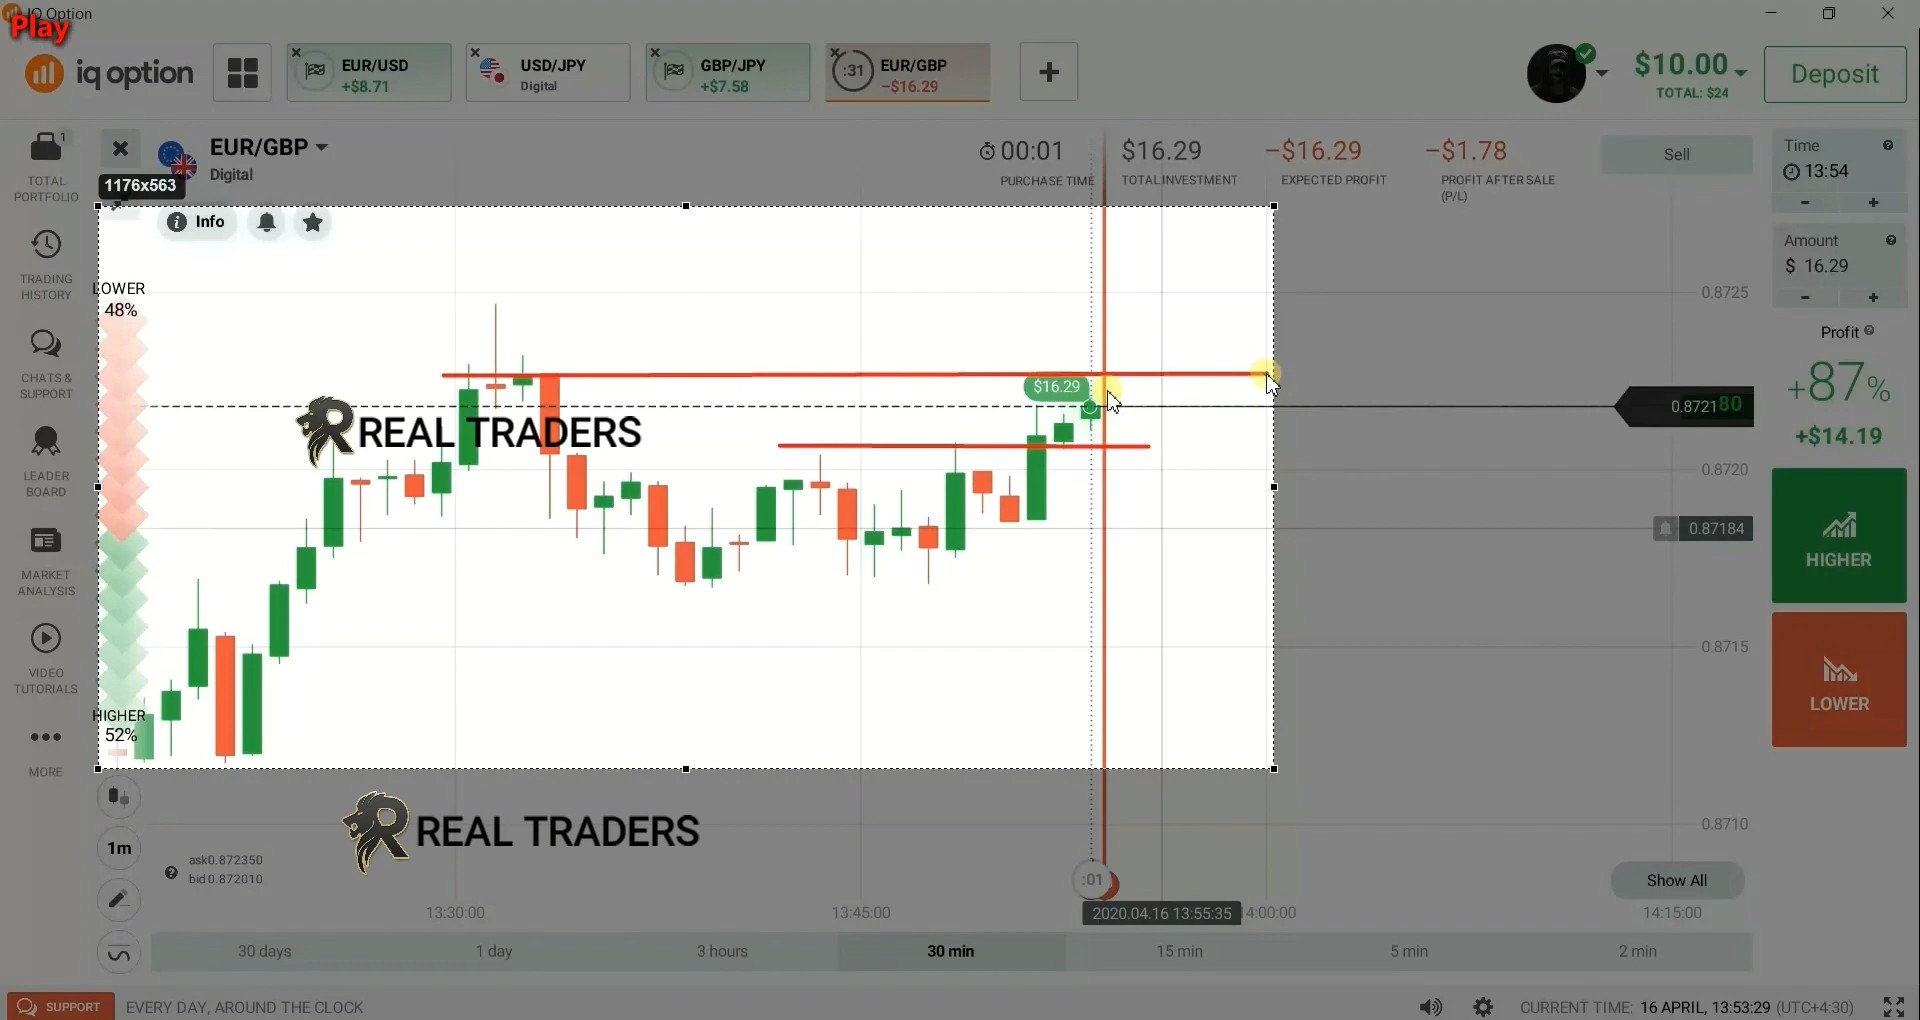 IQ Option
Play
iq option
EUR/USD
+$8.71
USD/JPY
Digital
GBP/JPY
+$7.58
:31
EUR/GBP
−$16.29
+
$10.00
TOTAL: $24
Deposit
1
TOTAL
PORTFOLIO
TRADING
HISTORY
CHATS &
SUPPORT
LEADER
BOARD
MARKET
ANALYSIS
VIDEO
TUTORIALS
MORE
EUR/GBP
Digital
1176x563
Info
00:01
PURCHASE TIME
$16.29
TOTAL INVESTMENT
−$16.29
EXPECTED PROFIT
−$1.78
PROFIT AFTER SALE
(P/L)
Sell
Time
13:54
- +
Amount
$ 16.29
- +
Profit
+87%
+$14.19
HIGHER
LOWER
LOWER
48%
HIGHER
52%
$16.29
REAL TRADERS
0.8725
0.872180
0.8720
0.87184
0.8715
0.8710
REAL TRADERS
1m
ask0.872350
bid 0.872010
:01
Show All
13:30:00
13:45:00
2020.04.16 13:55:35
14:00:00
14:15:00
30 days
1 day
3 hours
30 min
15 min
5 min
2 min
SUPPORT
EVERY DAY, AROUND THE CLOCK
CURRENT TIME: 16 APRIL, 13:53:29 (UTC+4:30)